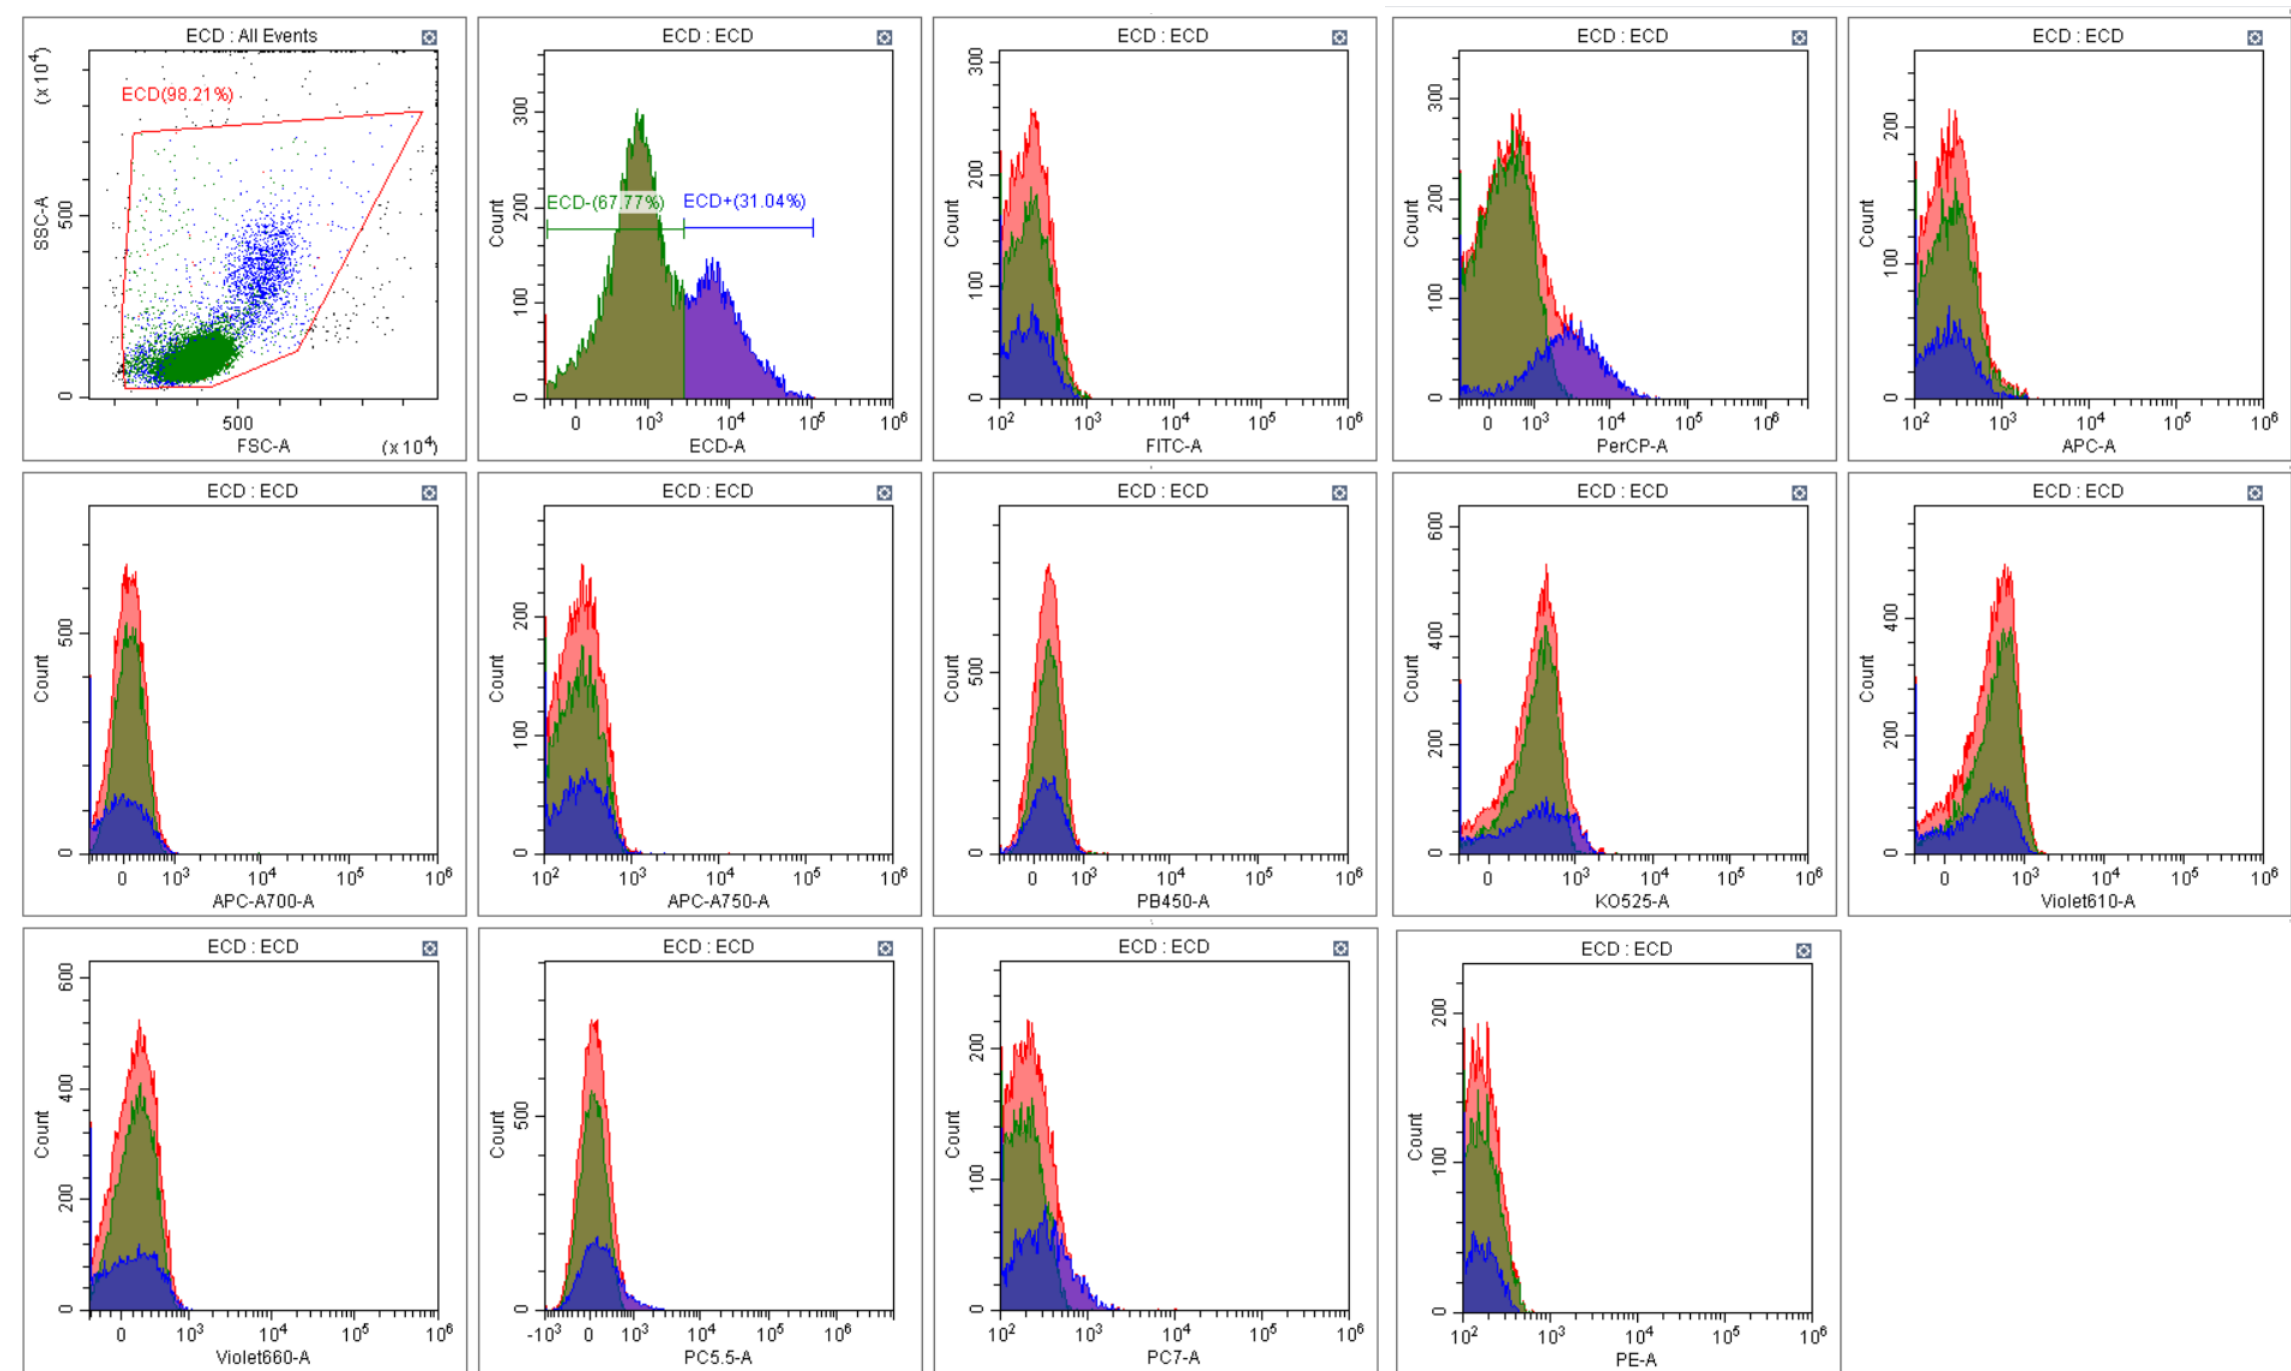 ECD : All Events
(x 10⁴)
SSC-A
500
0
ECD(98.21%)
500
FSC-A
(x 10⁴)
ECD : ECD
Count
300
200
100
0
ECD-(67.77%)
ECD+(31.04%)
0 10³ 10⁴ 10⁵ 10⁶
ECD-A
ECD : ECD
Count
300
200
100
0
10² 10³ 10⁴ 10⁵ 10⁶
FITC-A
ECD : ECD
Count
300
200
100
0
0 10³ 10⁴ 10⁵ 10⁶
PerCP-A
ECD : ECD
Count
200
100
0
10² 10³ 10⁴ 10⁵ 10⁶
APC-A
ECD : ECD
Count
500
0
0 10³ 10⁴ 10⁵ 10⁶
APC-A700-A
ECD : ECD
Count
200
100
0
10² 10³ 10⁴ 10⁵ 10⁶
APC-A750-A
ECD : ECD
Count
500
0
0 10³ 10⁴ 10⁵ 10⁶
PB450-A
ECD : ECD
Count
600
400
200
0
0 10³ 10⁴ 10⁵ 10⁶
KO525-A
ECD : ECD
Count
400
200
0
0 10³ 10⁴ 10⁵ 10⁶
Violet610-A
ECD : ECD
Count
600
400
200
0
0 10³ 10⁴ 10⁵ 10⁶
Violet660-A
ECD : ECD
Count
500
0
-10³ 0 10³ 10⁴ 10⁵ 10⁶
PC5.5-A
ECD : ECD
Count
200
100
0
10² 10³ 10⁴ 10⁵ 10⁶
PC7-A
ECD : ECD
Count
200
100
0
10² 10³ 10⁴ 10⁵ 10⁶
PE-A